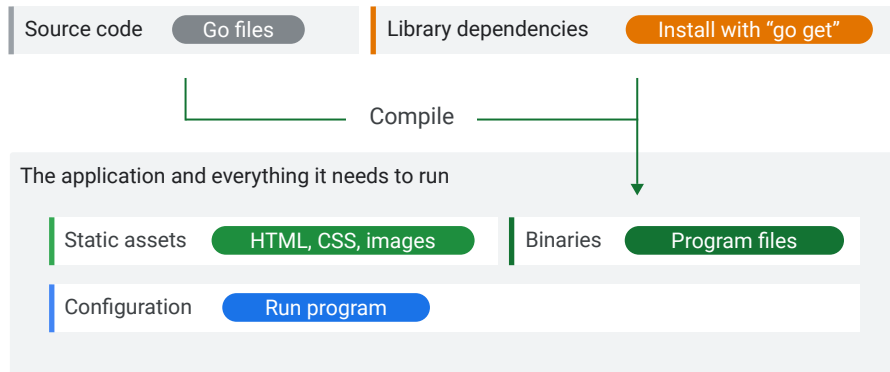 Source code
Go files
Library dependencies
Install with “go get”
Compile
The application and everything it needs to run
Static assets
HTML, CSS, images
Binaries
Program files
Configuration
Run program